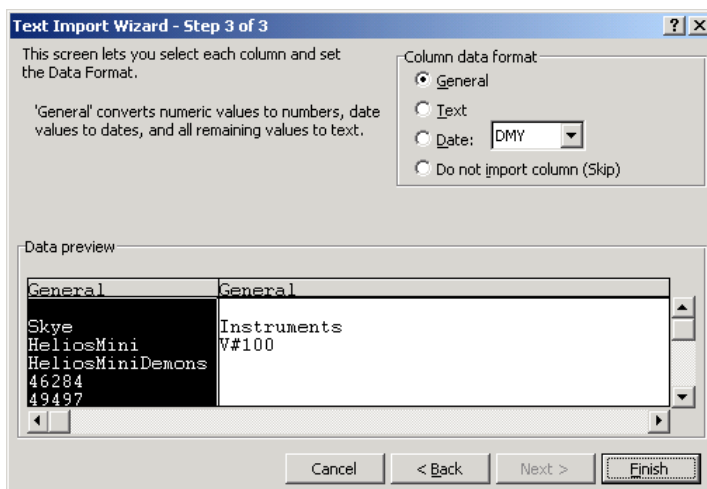 Text Import Wizard - Step 3 of 3
This screen lets you select each column and set
the Data Format.
'General' converts numeric values to numbers, date
values to dates, and all remaining values to text.
Column data format
General
Text
Date: DMY
Do not import column (Skip)
Data preview
General General
Skye Instruments
HeliosMini V#100
HeliosMiniDemons
46284
49497
Cancel < Back Next > Finish